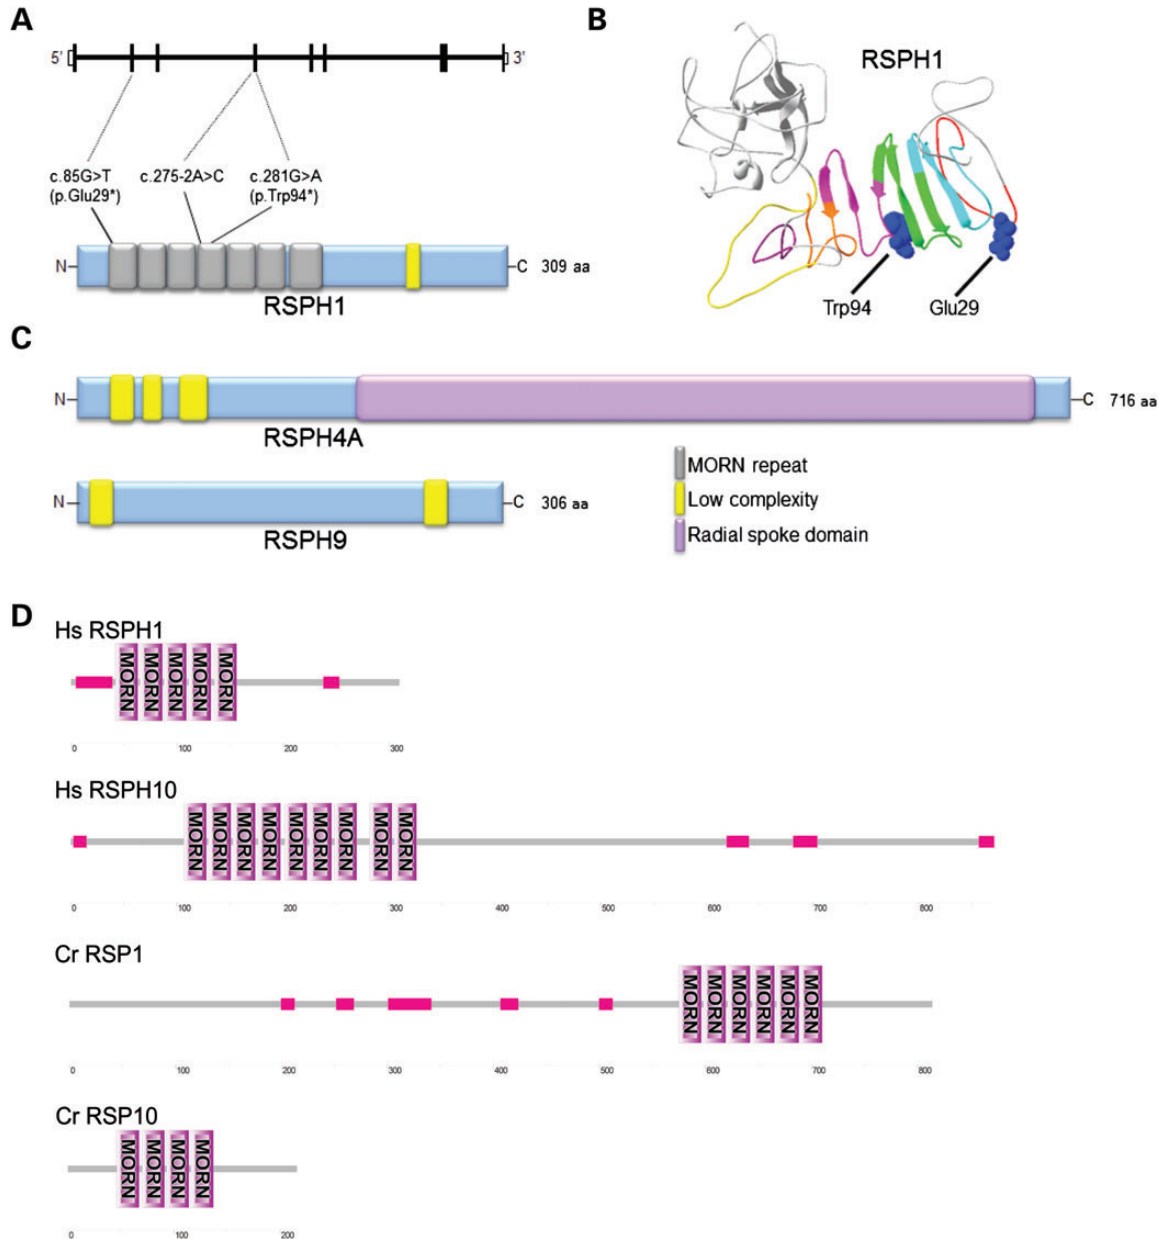 A
5' 3'
c.85G>T
(p.Glu29*)
c.275-2A>C
c.281G>A
(p.Trp94*)
N C 309 aa
RSPH1
B
RSPH1
Trp94 Glu29
C
N C 716 aa
RSPH4A
N C 306 aa
RSPH9
MORN repeat
Low complexity
Radial spoke domain
D
Hs RSPH1
MORN MORN MORN MORN MORN
0 100 200 300
Hs RSPH10
MORN MORN MORN MORN MORN MORN MORN MORN MORN
0 100 200 300 400 500 600 700 800
Cr RSP1
MORN MORN MORN MORN MORN MORN
0 100 200 300 400 500 600 700 800
Cr RSP10
MORN MORN MORN MORN
0 100 200